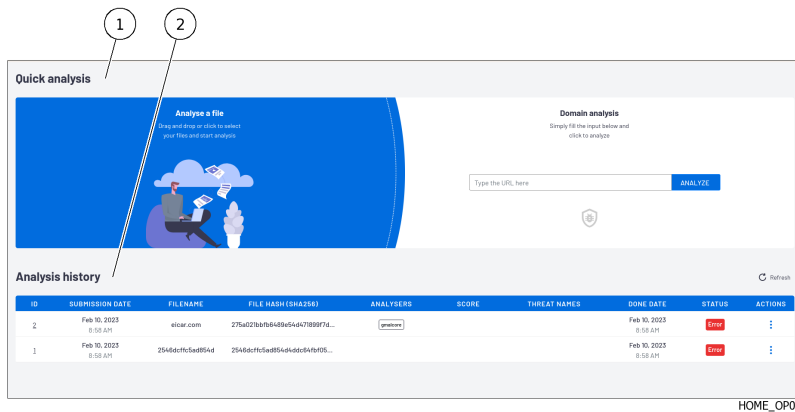 1 2
Quick analysis
Analyse a file
Drag and drop or click to select
your files and start analysis
Domain analysis
Simply fill the input below and
click to analyze
Type the URL here
ANALYZE
Analysis history
Refresh
ID SUBMISSION DATE FILENAME FILE HASH (SHA256) ANALYSERS SCORE THREAT NAMES DONE DATE STATUS ACTIONS
2 Feb 10, 2023 eicar.com 275a021bbfb6489e54d471899f7d... gmalcore Feb 10, 2023 Error
8:58 AM 8:58 AM
1 Feb 10, 2023 2546dcffc5ad854d 2546dcffc5ad854d4ddc64fbf05... Feb 10, 2023 Error
8:58 AM 8:58 AM
HOME_OP0